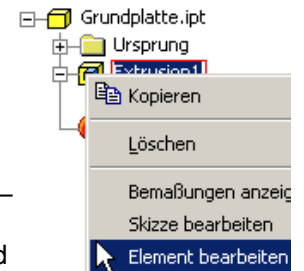 Grundplatte.ipt
Ursprung
Extrusion1
Kopieren
Löschen
Bemaßungen anzeig
Skizze bearbeiten
Element bearbeiten
d